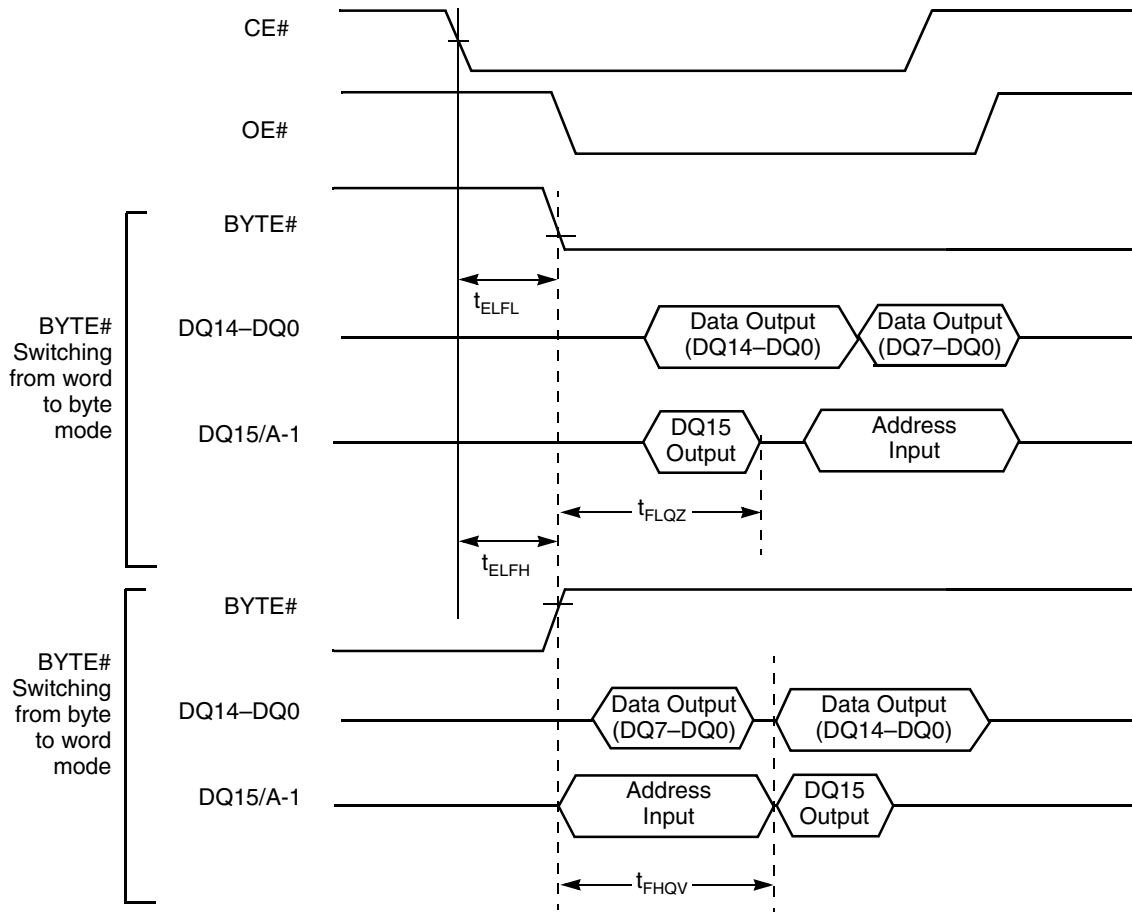 CE#
OE#
BYTE#
tELFL
BYTE#
Switching
from word
to byte
mode
DQ14–DQ0
Data Output
(DQ14–DQ0)
Data Output
(DQ7–DQ0)
DQ15/A-1
DQ15
Output
Address
Input
tFLQZ
tELFH
BYTE#
BYTE#
Switching
from byte
to word
mode
DQ14–DQ0
Data Output
(DQ7–DQ0)
Data Output
(DQ14–DQ0)
DQ15/A-1
Address
Input
DQ15
Output
tFHQV